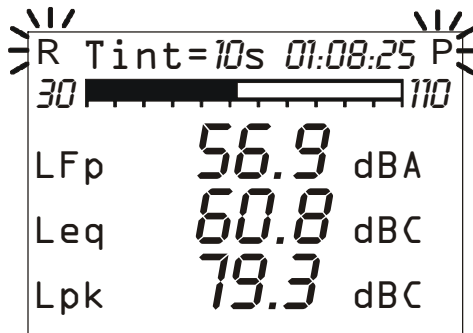 R Tint=10s 01:08:25 P
30 110
LFp 56.9 dBA
Leq 60.8 dBC
Lpk 79.3 dBC